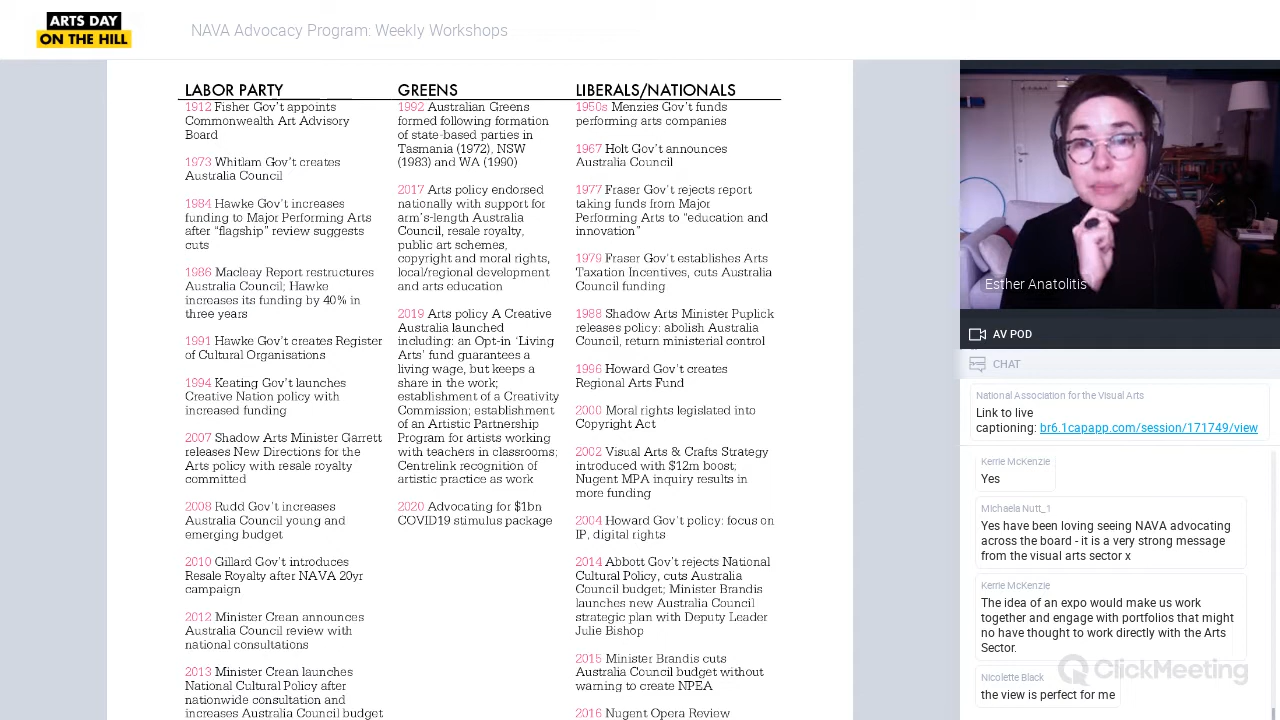 ARTS DAY
ON THE HILL
NAVA Advocacy Program: Weekly Workshops
LABOR PARTY
1912 Fisher Gov't appoints
Commonwealth Art Advisory
Board
1973 Whitlam Gov't creates
Australia Council
1984 Hawke Gov't increases
funding to Major Performing Arts
after "flagship" review suggests
cuts
1986 Macleay Report restructures
Australia Council; Hawke
increases its funding by 40% in
three years
1991 Hawke Gov't creates Register
of Cultural Organisations
1994 Keating Gov't launches
Creative Nation policy with
increased funding
2007 Shadow Arts Minister Garrett
releases New Directions for the
Arts policy with resale royalty
committed
2008 Rudd Gov't increases
Australia Council young and
emerging budget
2010 Gillard Gov't introduces
Resale Royalty after NAVA 20yr
campaign
2012 Minister Crean announces
Australia Council review with
national consultations
2013 Minister Crean launches
National Cultural Policy after
nationwide consultation and
increases Australia Council budget
GREENS
1992 Australian Greens
formed following formation
of state-based parties in
Tasmania (1972), NSW
(1983) and WA (1990)
2017 Arts policy endorsed
nationally with support for
arm's-length Australia
Council, resale royalty,
public art schemes,
copyright and moral rights,
local/regional development
and arts education
2019 Arts policy A Creative
Australia launched
including: an Opt-in 'Living
Arts' fund guarantees a
living wage, but keeps a
share in the work;
establishment of a Creativity
Commission; establishment
of an Artistic Partnership
Program for artists working
with teachers in classrooms;
Centrelink recognition of
artistic practice as work
2020 Advocating for $1bn
COVID19 stimulus package
LIBERALS/NATIONALS
1950s Menzies Gov't funds
performing arts companies
1967 Holt Gov't announces
Australia Council
1977 Fraser Gov't rejects report
taking funds from Major
Performing Arts to "education and
innovation"
1979 Fraser Gov't establishes Arts
Taxation Incentives, cuts Australia
Council funding
1988 Shadow Arts Minister Puplick
releases policy: abolish Australia
Council, return ministerial control
1996 Howard Gov't creates
Regional Arts Fund
2000 Moral rights legislated into
Copyright Act
2002 Visual Arts & Crafts Strategy
introduced with $12m boost;
Nugent MPA inquiry results in
more funding
2004 Howard Gov't policy: focus on
IP, digital rights
2014 Abbott Gov't rejects National
Cultural Policy, cuts Australia
Council budget; Minister Brandis
launches new Australia Council
strategic plan with Deputy Leader
Julie Bishop
2015 Minister Brandis cuts
Australia Council budget without
warning to create NPEA
2016 Nugent Opera Review
Esther Anatolitis
AV POD
CHAT
National Association for the Visual Arts
Link to live
captioning: br6.1capapp.com/session/171749/view
Kerrie McKenzie
Yes
Michaela Nutt_1
Yes have been loving seeing NAVA advocating
across the board - it is a very strong message
from the visual arts sector x
Kerrie McKenzie
The idea of an expo would make us work
together and engage with portfolios that might
no have thought to work directly with the Arts
Sector.
Nicolette Black
the view is perfect for me
ClickMeeting